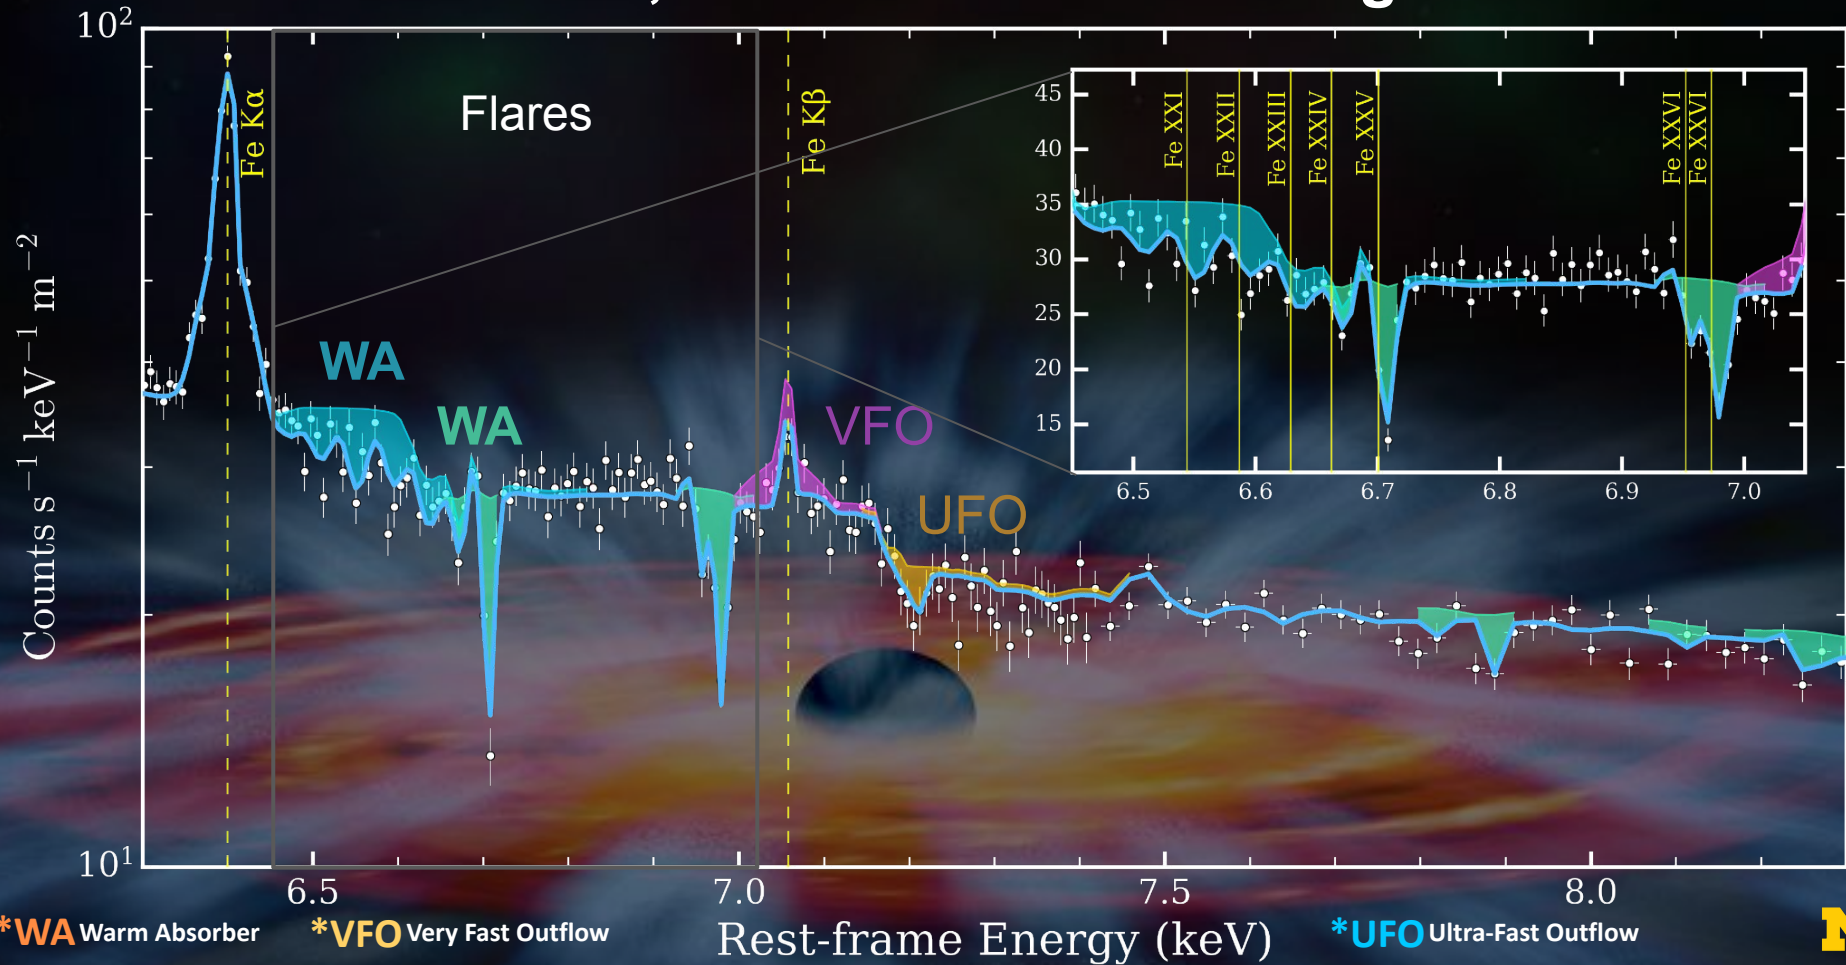 10²
Flares
Fe Kα
Fe Kβ
45
40
35
30
25
20
15
Fe XXI
Fe XXII
Fe XXIII
Fe XXIV
Fe XXV
Fe XXVI
Fe XXVI
6.5
6.6
6.7
6.8
6.9
7.0
WA
WA
VFO
UFO
Counts s⁻¹ keV⁻¹ m⁻²
10¹
6.5
7.0
7.5
8.0
Rest-frame Energy (keV)
*WA Warm Absorber
*VFO Very Fast Outflow
*UFO Ultra-Fast Outflow